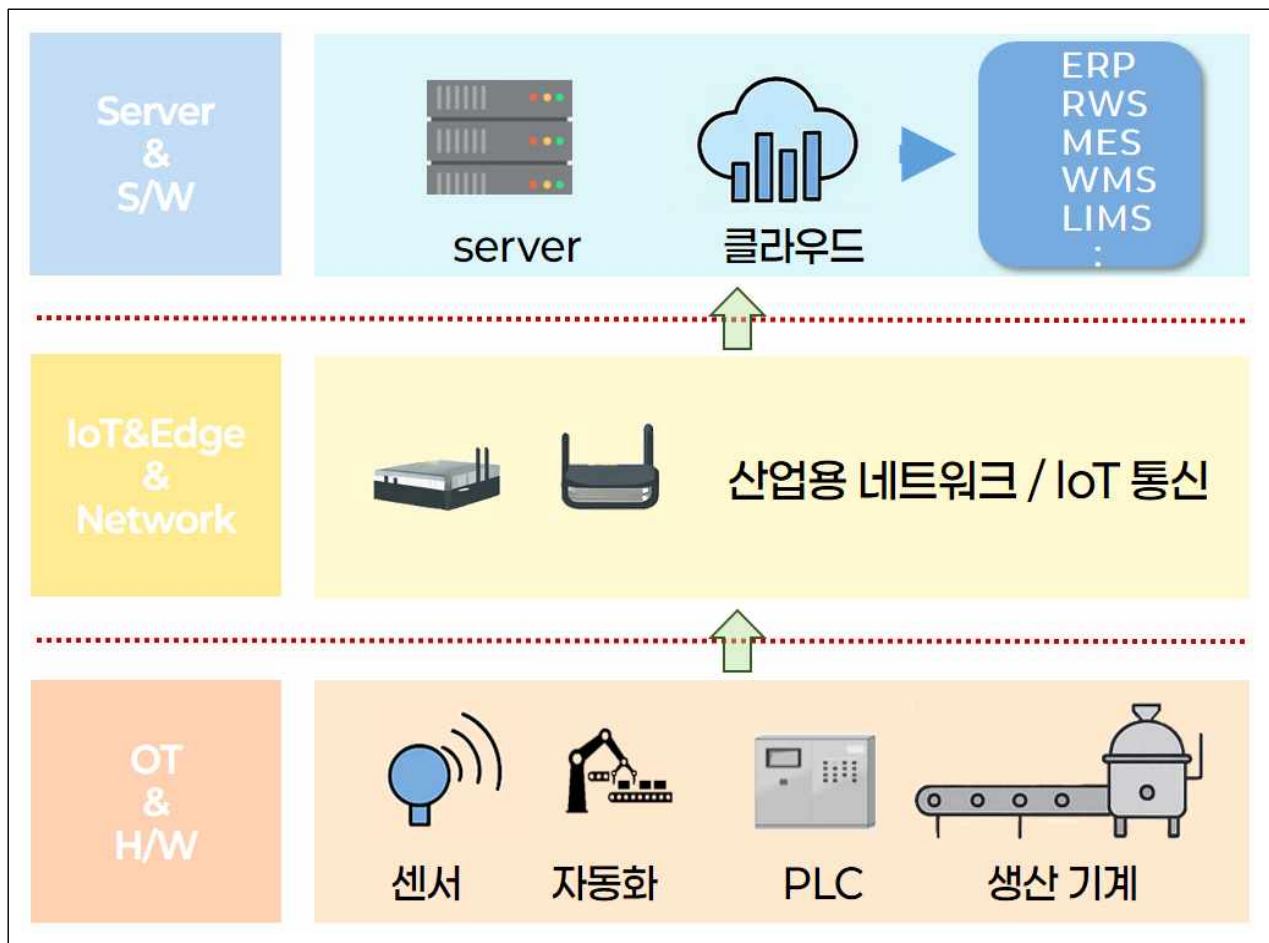 Server
&
S/W
server
클라우드
ERP
RWS
MES
WMS
LIMS
:
IoT&Edge
&
Network
산업용 네트워크 / IoT 통신
OT
&
H/W
센서
자동화
PLC
생산 기계